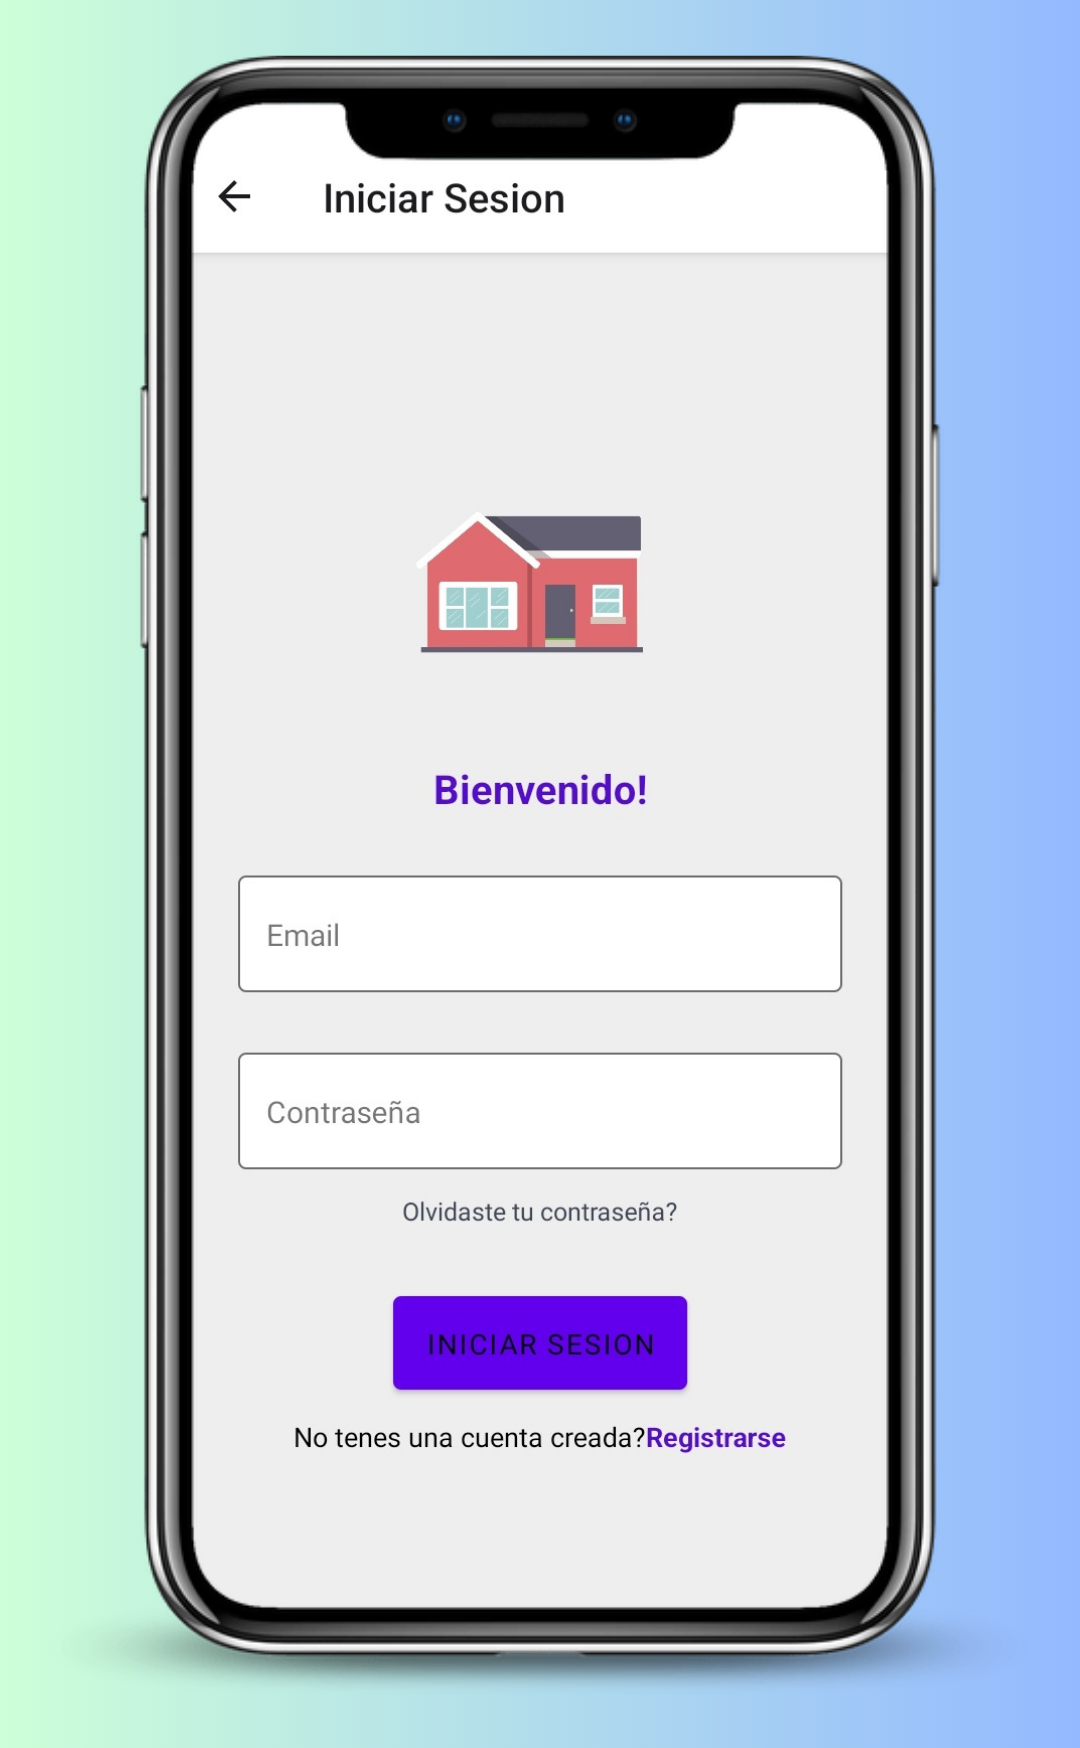 Iniciar Sesion
Bienvenido!
Email
Contraseña
Olvidaste tu contraseña?
INICIAR SESION
No tenes una cuenta creada?Registrarse